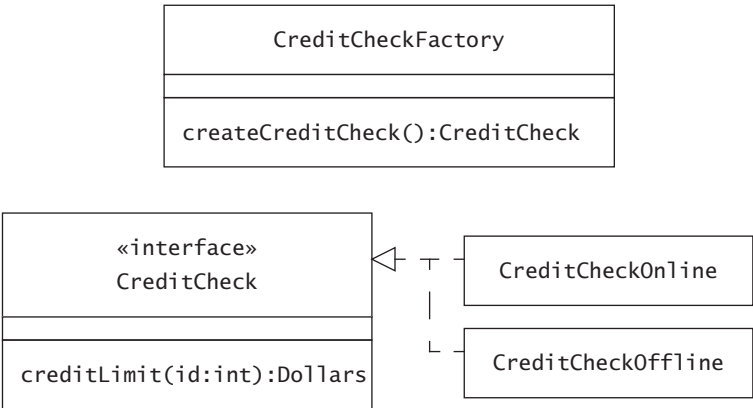 CreditCheckFactory
createCreditCheck():CreditCheck
«interface»
CreditCheck
creditLimit(id:int):Dollars
CreditCheckOnline
CreditCheckOffline